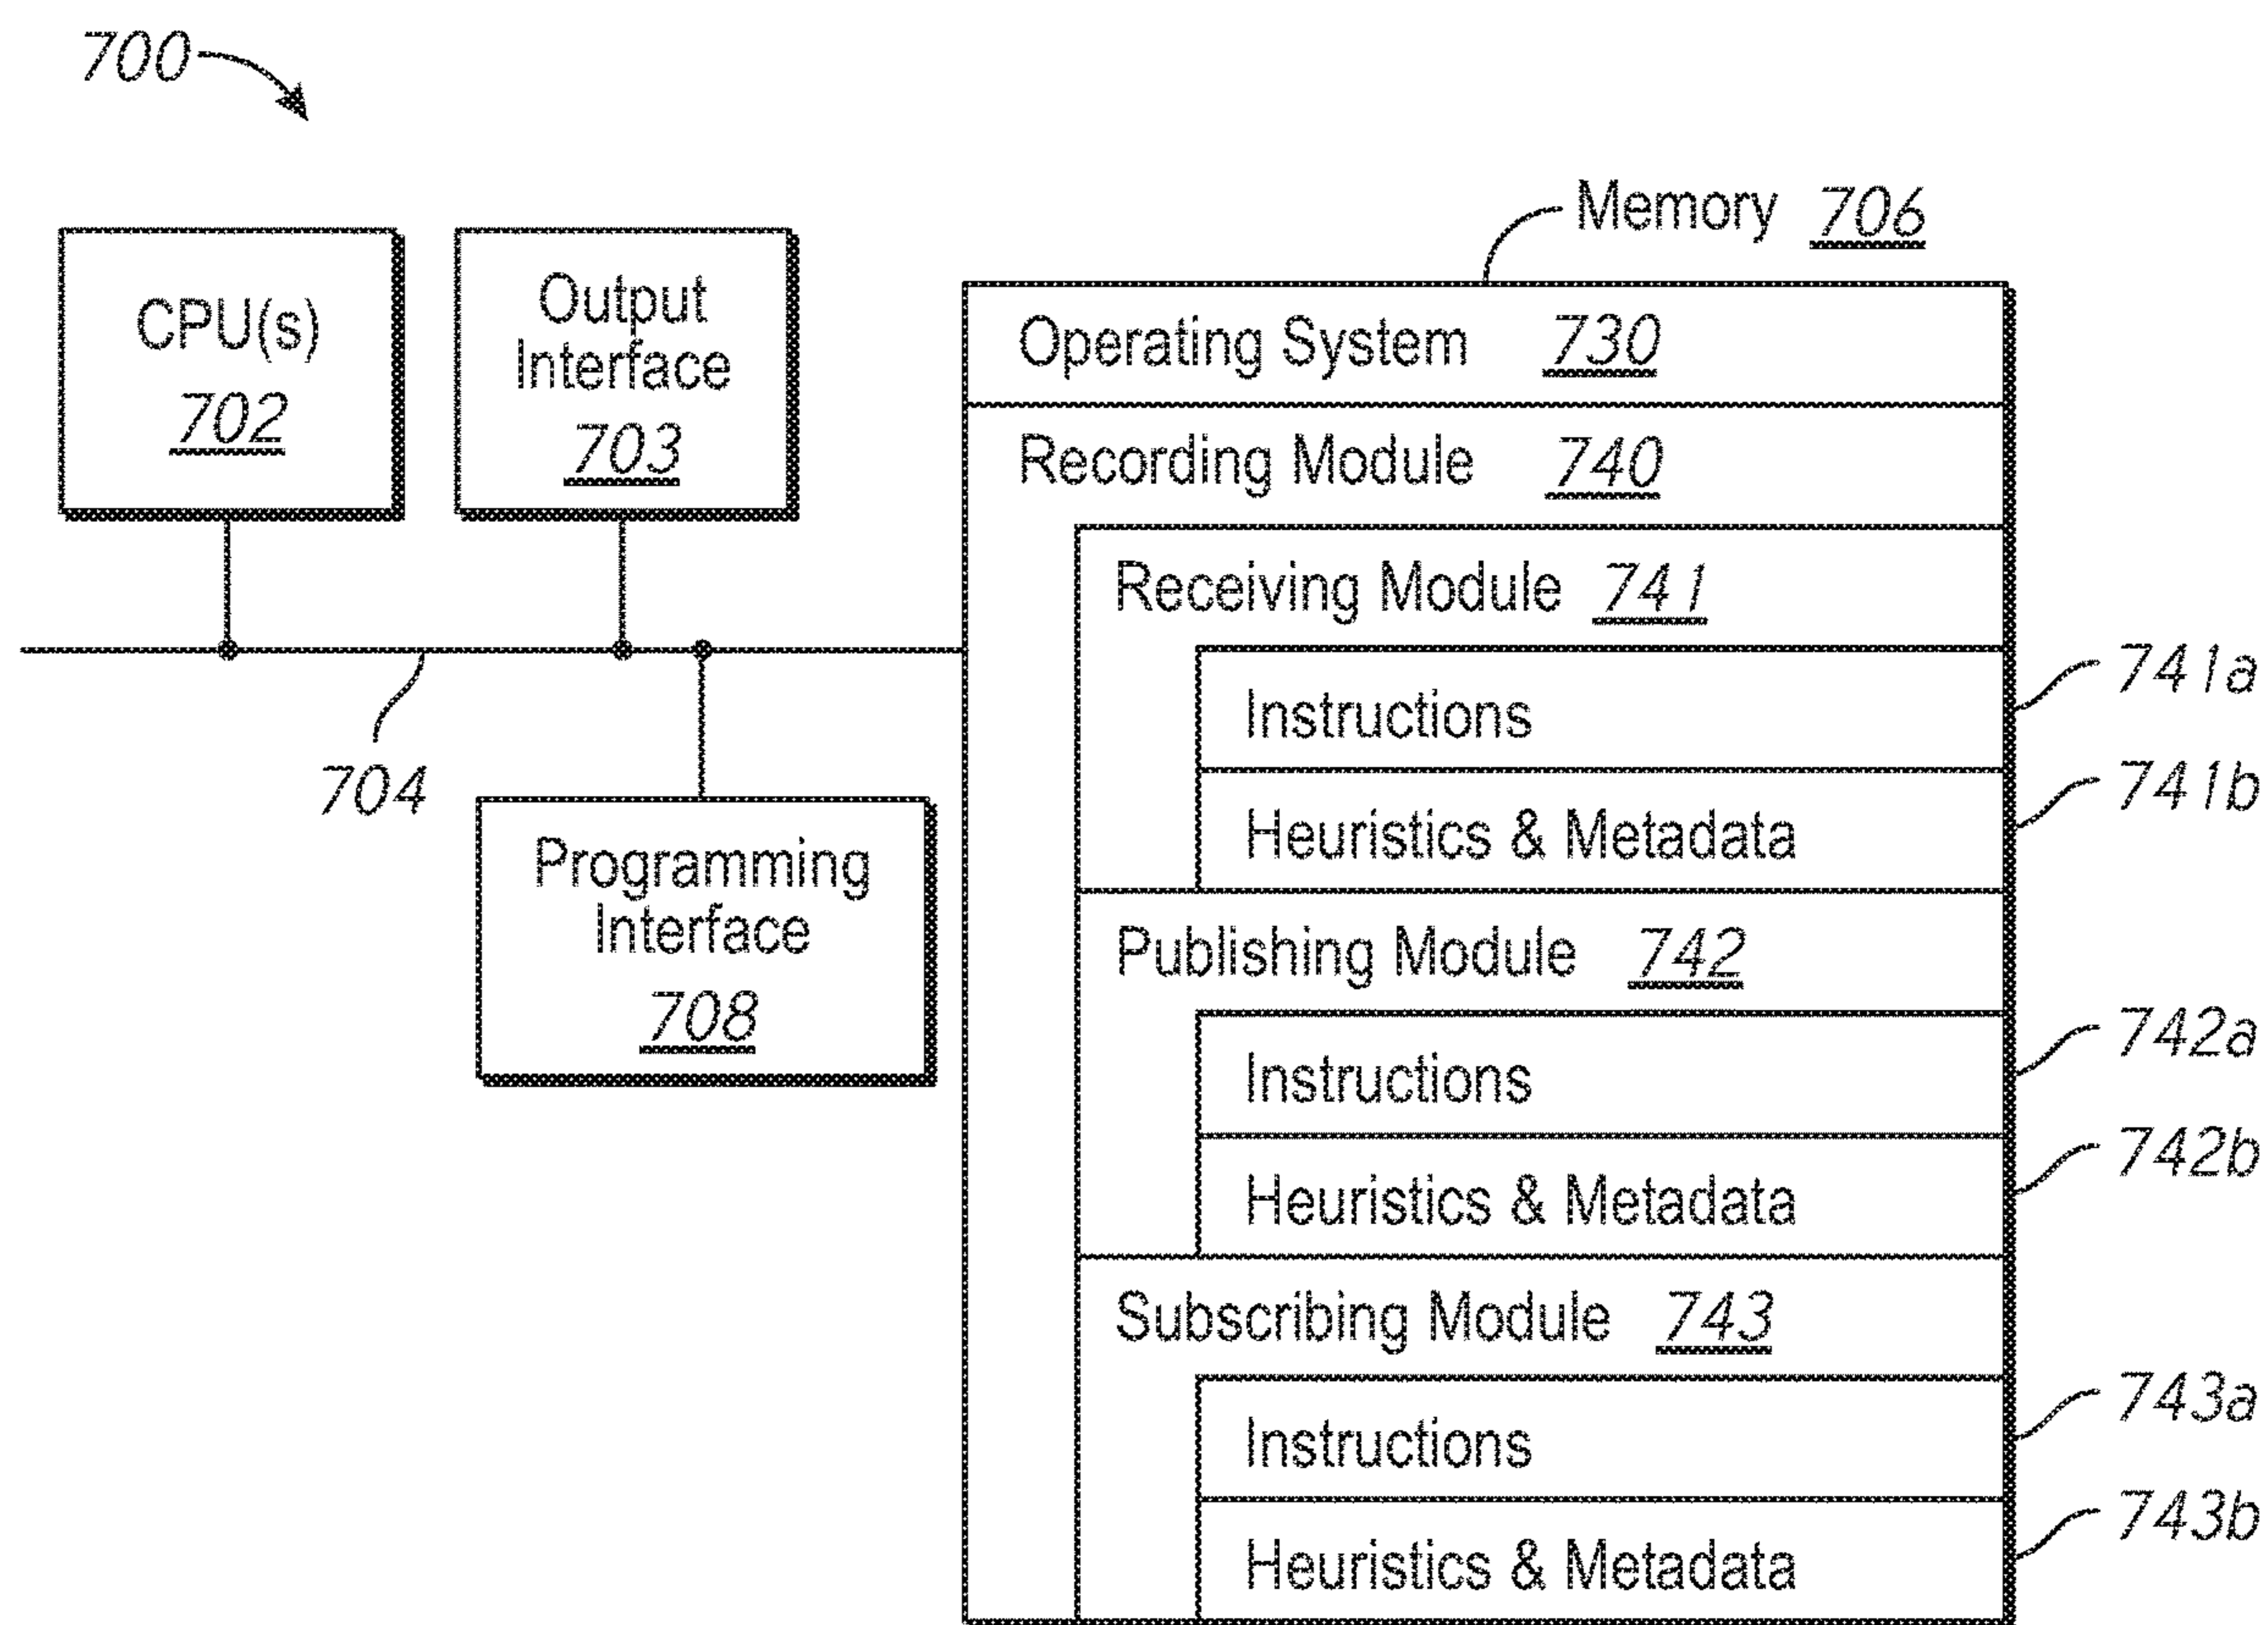 700
CPU(s)
702
Output
Interface
703
704
Programming
Interface
708
Memory 706
Operating System 730
Recording Module 740
Receiving Module 741
Instructions
741a
Heuristics & Metadata
741b
Publishing Module 742
Instructions
742a
Heuristics & Metadata
742b
Subscribing Module 743
Instructions
743a
Heuristics & Metadata
743b